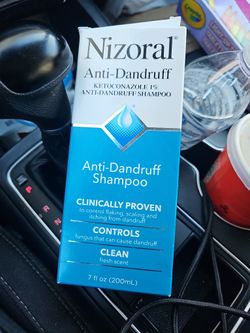 Nizoral®
Anti-Dandruff
KETOCONAZOLE 1%
ANTI-DANDRUFF SHAMPOO
Anti-Dandruff
Shampoo
CLINICALLY PROVEN
to control flaking, scaling and
itching from dandruff
CONTROLS
fungus that can cause dandruff
CLEAN
fresh scent
7 fl oz (200mL)
Crayola